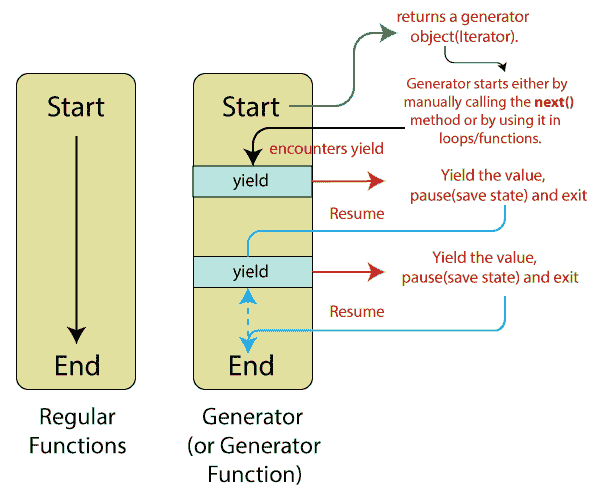 Start
End
Regular
Functions
Start
yield
yield
End
Generator
(or Generator
Function)
returns a generator
object(Iterator).
Generator starts either by
manually calling the next()
method or by using it in
loops/functions.
encounters yield
Yield the value,
pause(save state) and exit
Resume
Yield the value,
pause(save state) and exit
Resume